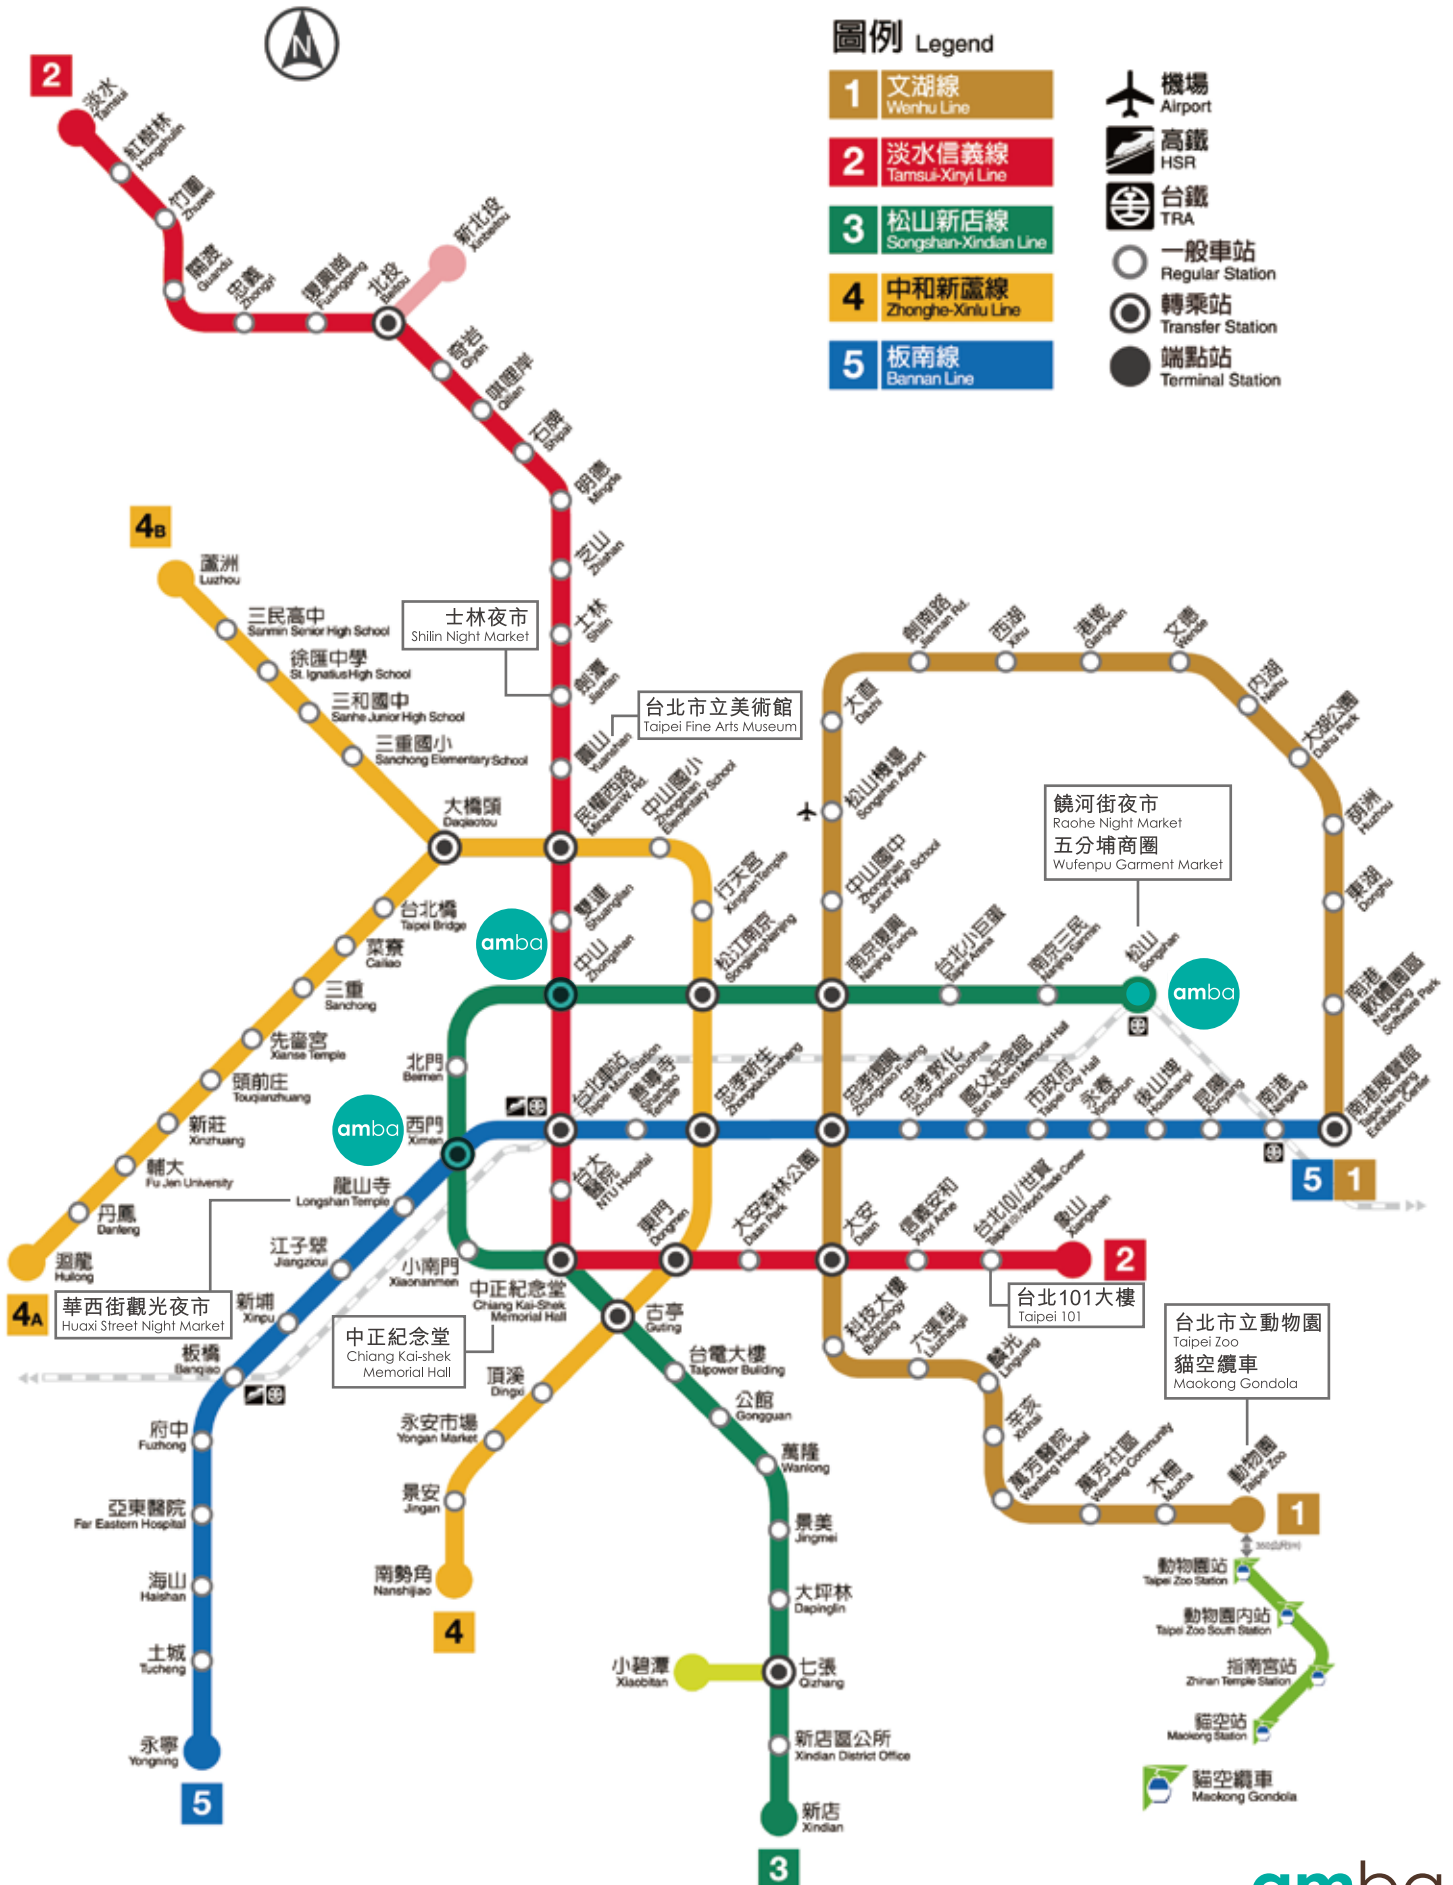 N
圖例 Legend
1
文湖線
Wenhu Line
2
淡水信義線
Tamsui-Xinyi Line
3
松山新店線
Songshan-Xindian Line
4
中和新蘆線
Zhonghe-Xinlu Line
5
板南線
Bannan Line
機場
Airport
高鐵
HSR
台鐵
TRA
一般車站
Regular Station
轉乘站
Transfer Station
端點站
Terminal Station
2
淡水
Tamsui
紅樹林
Hongshulin
竹圍
Zhuwei
關渡
Guandu
忠義
Zhongyi
復興崗
Fuxinggang
北投
Beitou
新北投
Xinbeitou
奇岩
Qiyan
唭哩岸
Qilian
石牌
Shipai
明德
Mingde
芝山
Zhishan
士林
Shilin
士林夜市
Shilin Night Market
劍潭
Jiantan
台北市立美術館
Taipei Fine Arts Museum
圓山
Yuanshan
民權西路
Minquan W. Rd.
雙連
Shuanglian
中山
Zhongshan
amba
台北車站
Taipei Main Station
台大
醫院
NTU Hospital
中正紀念堂
Chiang Kai-Shek
Memorial Hall
中正紀念堂
Chiang Kai-shek
Memorial Hall
東門
Dongmen
大安森林公園
Daan Park
大安
Daan
信義安和
Xinyi Anhe
台北101/世貿
Taipei 101/World Trade Center
象山
Xiangshan
2
台北101大樓
Taipei 101
4B
蘆洲
Luzhou
三民高中
Sanmin Senior High School
徐匯中學
St. Ignatius High School
三和國中
Sanhe Junior High School
三重國小
Sanchong Elementary School
大橋頭
Daqiaotou
中山國小
Zhongshan
Elementary School
行天宮
Xingtian Temple
松江南京
Songjiang Nanjing
忠孝新生
Zhongxiao Xinsheng
台北橋
Taipei Bridge
菜寮
Cailiao
三重
Sanchong
先嗇宮
Xianse Temple
頭前庄
Touqianzhuang
新莊
Xinzhuang
輔大
Fu Jen University
丹鳳
Danfeng
迴龍
Huilong
4A
古亭
Guting
頂溪
Dingxi
永安市場
Yongan Market
景安
Jingan
南勢角
Nanshijiao
4
大直
Dazhi
劍南路
Jiannan Rd.
西湖
Xihu
港墘
Gangqian
文德
Wende
內湖
Neihu
大湖公園
Dahu Park
葫洲
Huzhou
東湖
Donghu
南港
軟體園區
Nangang
Software Park
南港展覽館
Taipei Nangang
Exhibition Center
5
1
松山機場
Songshan Airport
中山國中
Zhongshan
Junior High School
南京復興
Nanjing Fuxing
台北小巨蛋
Taipei Arena
南京三民
Nanjing Sanmin
松山
Songshan
amba
饒河街夜市
Raohe Night Market
五分埔商圈
Wufenpu Garment Market
善導寺
Shandao
Temple
忠孝復興
Zhongxiao Fuxing
忠孝敦化
Zhongxiao Dunhua
國父紀念館
Sun Yat-Sen Memorial Hall
市政府
Taipei City Hall
永春
Yongchun
後山埤
Houshanpi
昆陽
Kunyang
南港
Nangang
北門
Beimen
amba
西門
Ximen
小南門
Xiaonanmen
龍山寺
Longshan Temple
江子翠
Jiangzicui
新埔
Xinpu
板橋
Banqiao
華西街觀光夜市
Huaxi Street Night Market
府中
Fuzhong
亞東醫院
Far Eastern Hospital
海山
Haishan
土城
Tucheng
永寧
Yongning
5
台電大樓
Taipower Building
公館
Gongguan
萬隆
Wanlong
景美
Jingmei
大坪林
Dapinglin
小碧潭
Xiaobitan
七張
Qizhang
新店區公所
Xindian District Office
新店
Xindian
3
科技大樓
Technology
Building
六張犁
Liuzhangli
麟光
Linguang
辛亥
Xinhai
萬芳醫院
Wanfang Hospital
萬芳社區
Wanfang Community
木柵
Muzha
動物園
Taipei Zoo
1
台北市立動物園
Taipei Zoo
貓空纜車
Maokong Gondola
動物園站
Taipei Zoo Station
動物園內站
Taipei Zoo South Station
指南宮站
Zhinan Temple Station
貓空站
Maokong Station
貓空纜車
Maokong Gondola
amba